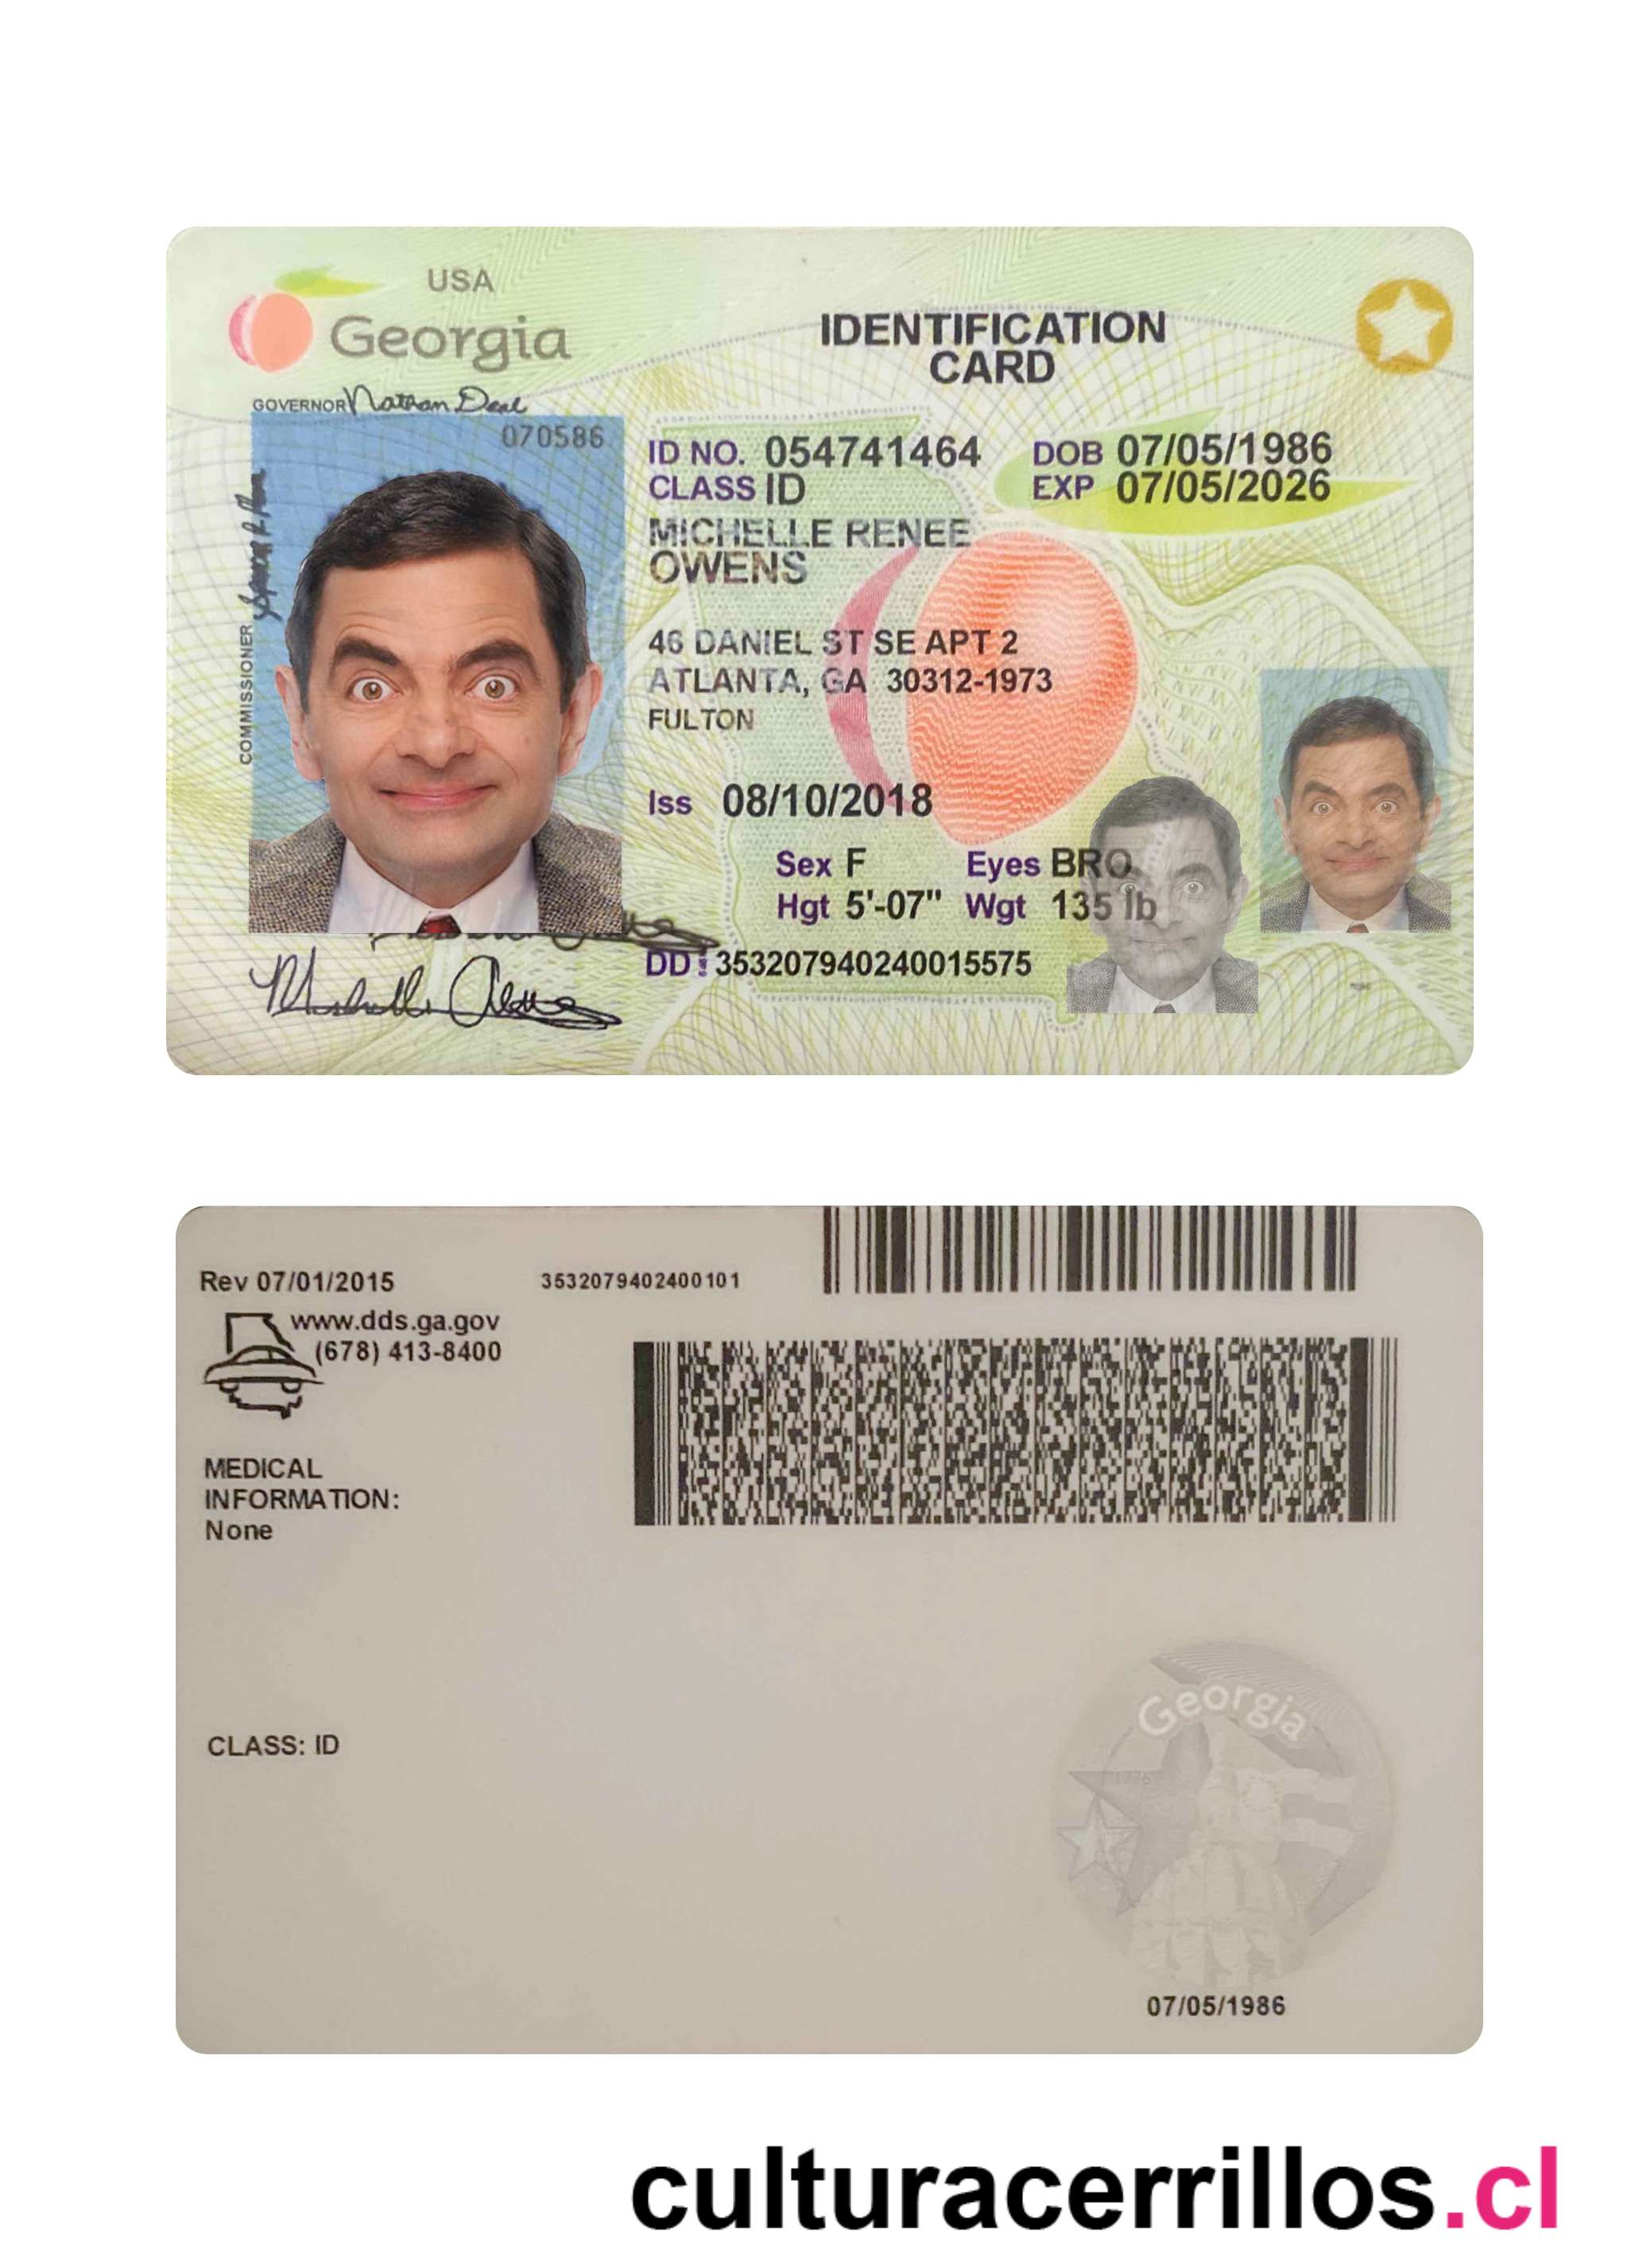 USA
Georgia
IDENTIFICATION
CARD
GOVERNOR Nathan Deal
070586
COMMISSIONER
ID NO. 054741464
DOB 07/05/1986
CLASS ID
EXP 07/05/2026
MICHELLE RENEE
OWENS
46 DANIEL ST SE APT 2
ATLANTA, GA 30312-1973
FULTON
Iss 08/10/2018
Sex F Eyes BRO
Hgt 5'-07" Wgt 135 lb
DD 353207940240015575
Rev 07/01/2015
3532079402400101
www.dds.ga.gov
(678) 413-8400
MEDICAL
INFORMATION:
None
CLASS: ID
Georgia
1776
07/05/1986
culturacerrillos.cl